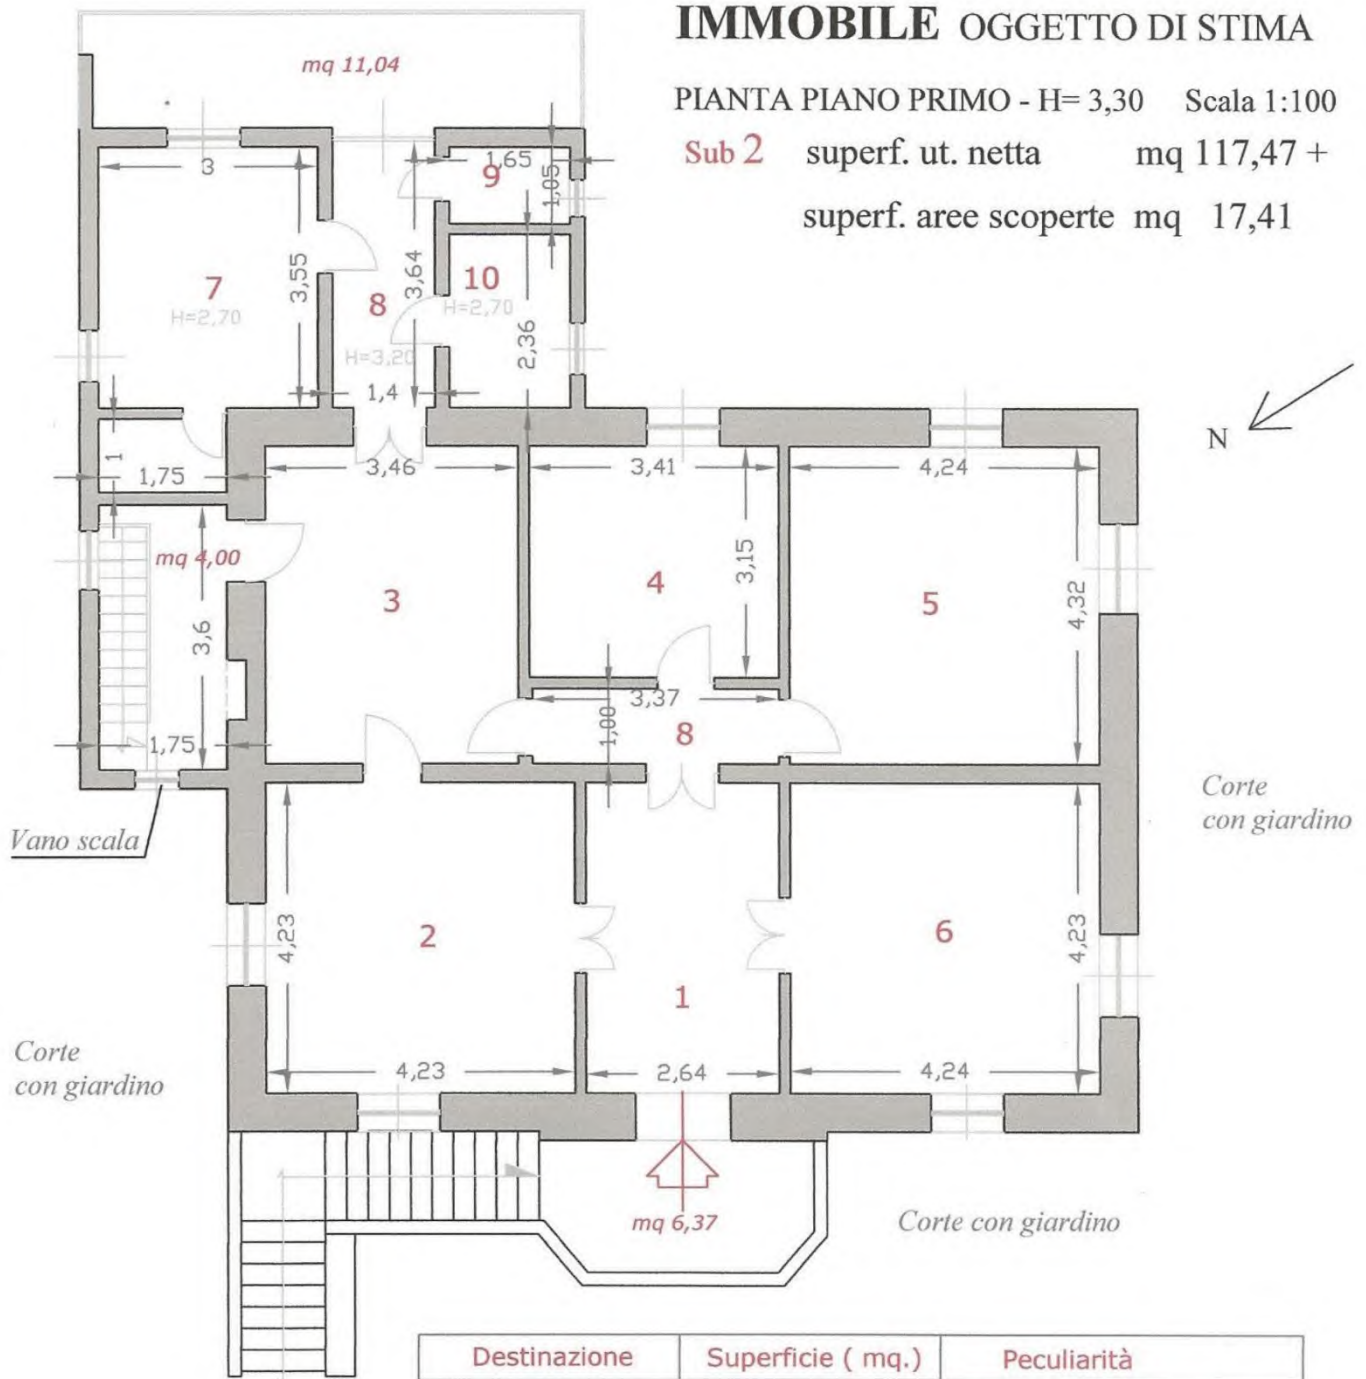 IMMOBILE OGGETTO DI STIMA
PIANTA PIANO PRIMO - H= 3,30 Scala 1:100
Sub 2 superf. ut. netta mq 117,47 +
superf. aree scoperte mq 17,41
mq 11,04
3
1,65
9
1,05
3,55
3,64
7
H=2,70
8
10
H=2,70
2,36
H=3,20
1,4
N
1
1,75
3,46
3,41
4,24
mq 4,00
3,15
3
4
5
4,32
3,6
3,37
1,00
8
1,75
Vano scala
Corte
con giardino
4,23
2
6
4,23
1
Corte
con giardino
4,23
2,64
4,24
mq 6,37
Corte con giardino
Destinazione Superficie ( mq.) Peculiarità